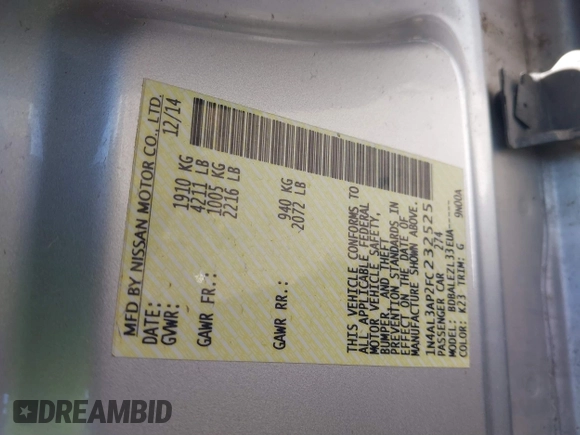 MFD BY NISSAN MOTOR CO., LTD.
DATE: 12/14
GVWR: 1910 KG
4211 LB
GAWR FR.: 1005 KG
2216 LB
GAWR RR.: 940 KG
2072 LB
THIS VEHICLE CONFORMS TO
ALL APPLICABLE FEDERAL
MOTOR VEHICLE SAFETY,
BUMPER, AND THEFT
PREVENTION STANDARDS IN
EFFECT ON THE DATE OF
MANUFACTURE SHOWN ABOVE.
1N4AL3AP2FC232525
PASSENGER CAR 274
MODEL: BDBALEZL33EUA-----
COLOR: K23 TRIM: G 9N00A
DREAMBID